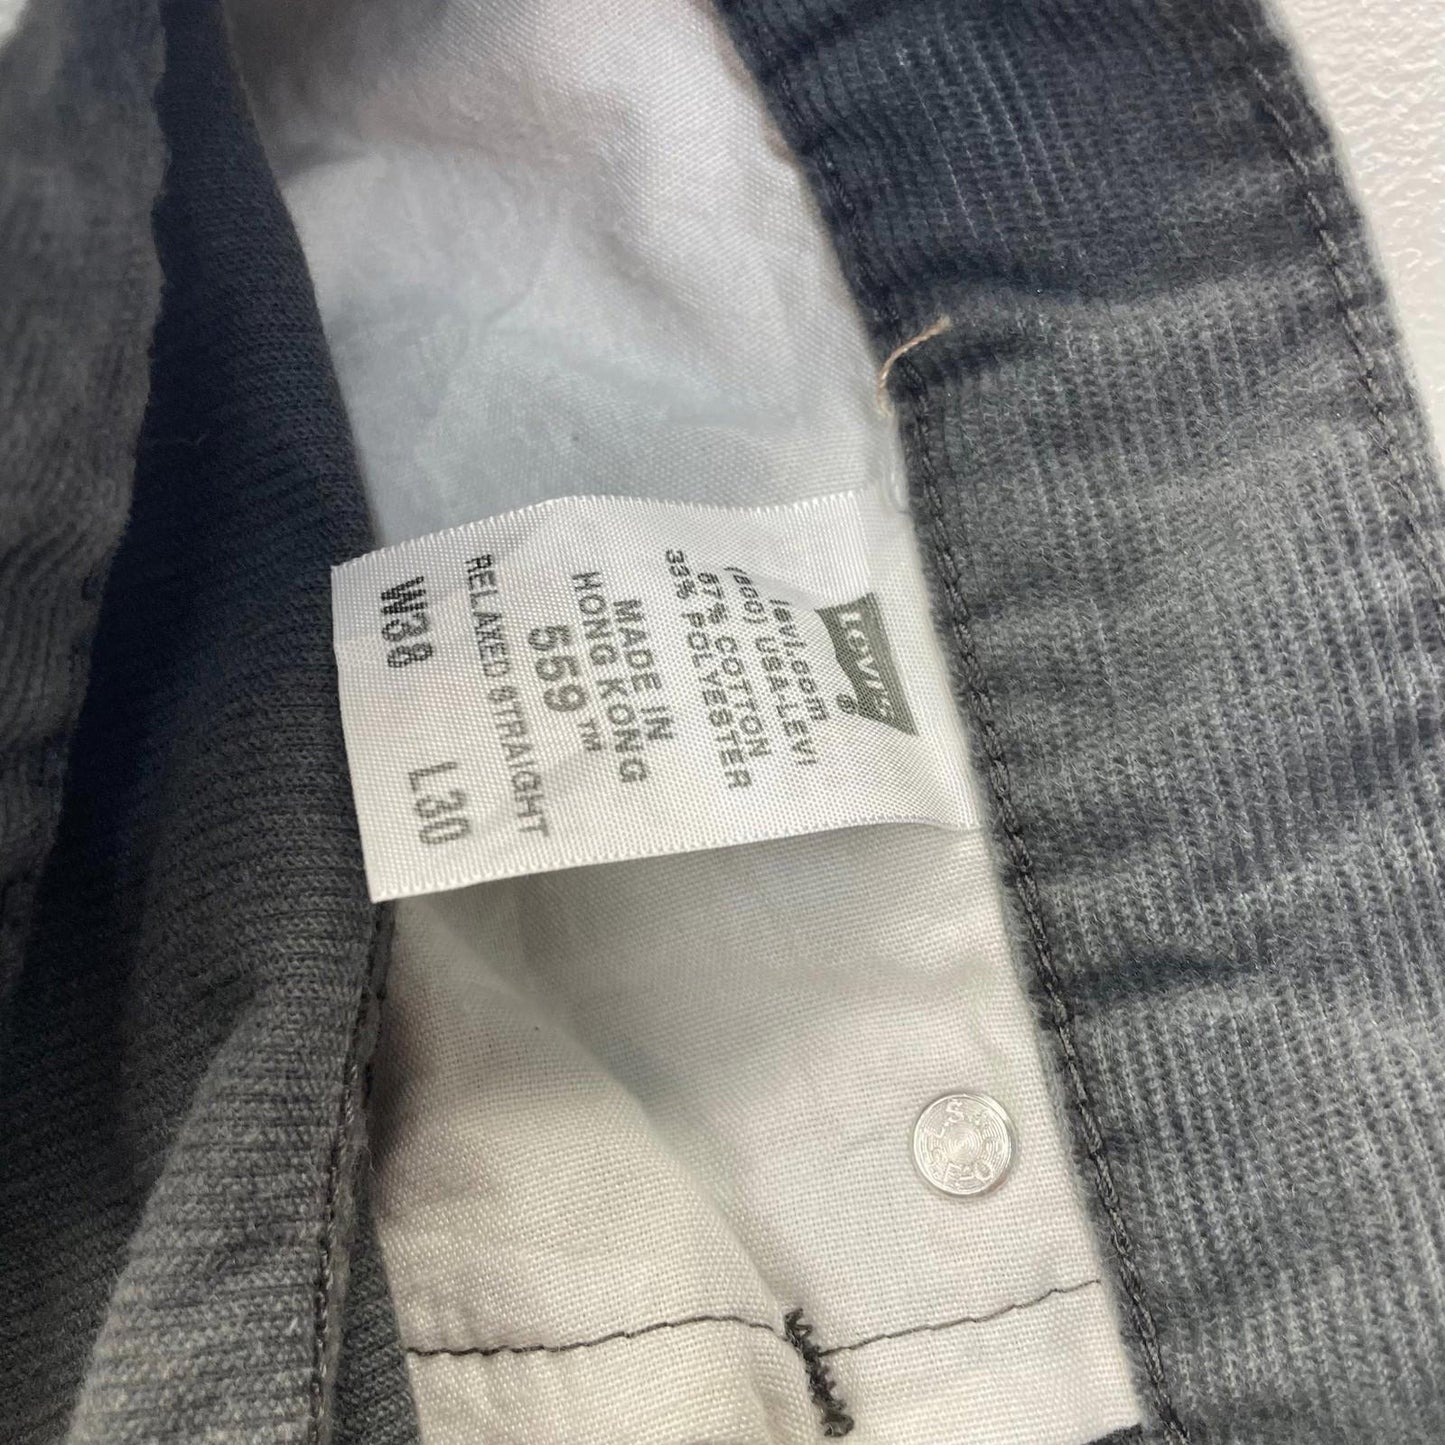 Levi's
levi.com
(800) USA-LEVI
67% COTTON
33% POLYESTER
MADE IN
HONG KONG
559™
RELAXED STRAIGHT
W38 L30